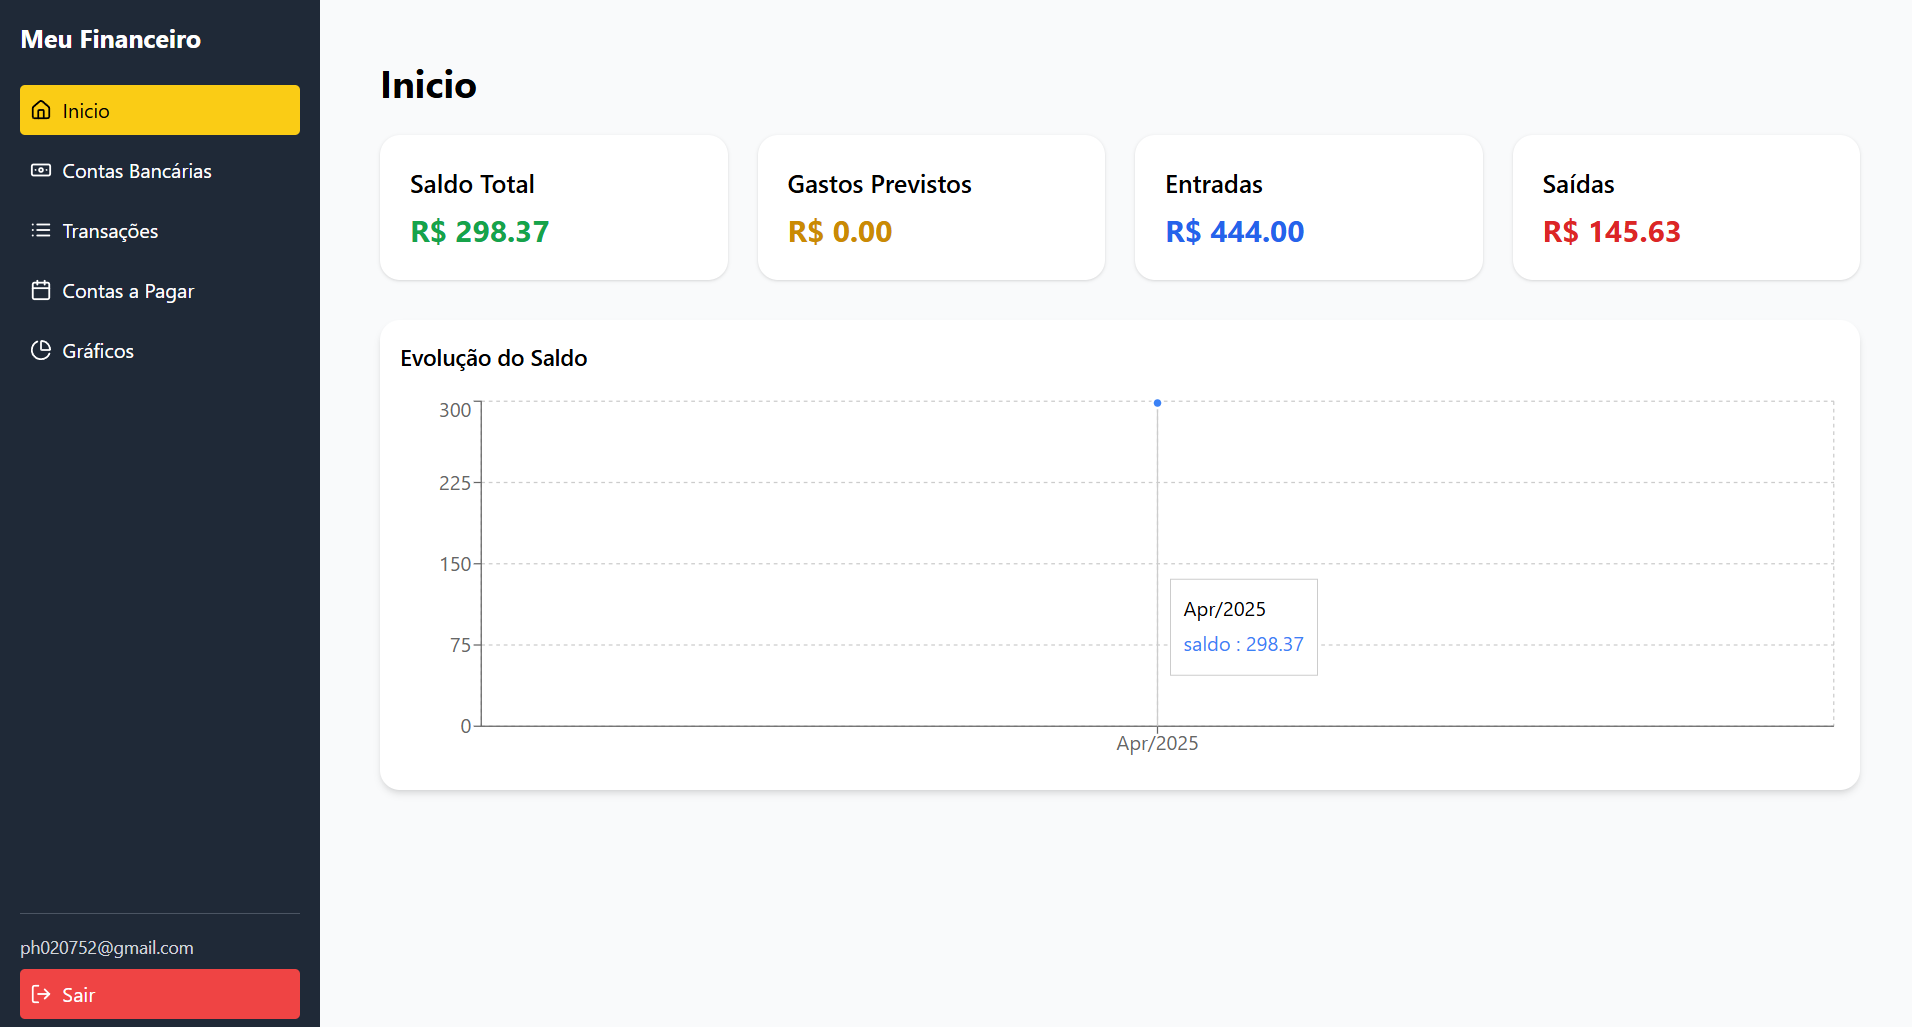 Meu Financeiro
Inicio
Contas Bancárias
Transações
Contas a Pagar
Gráficos
ph020752@gmail.com
Sair
Inicio
Saldo Total
R$ 298.37
Gastos Previstos
R$ 0.00
Entradas
R$ 444.00
Saídas
R$ 145.63
Evolução do Saldo
300
225
150
75
0
Apr/2025
saldo : 298.37
Apr/2025